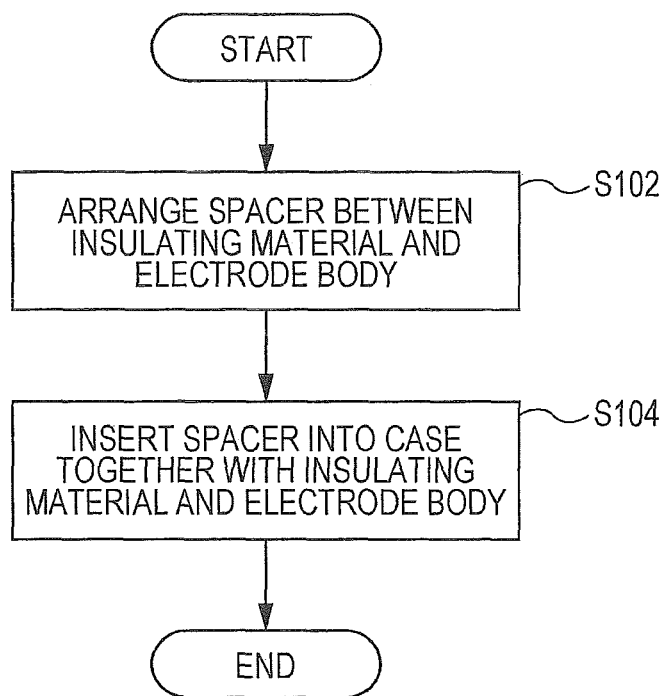 START
S102
ARRANGE SPACER BETWEEN
INSULATING MATERIAL AND
ELECTRODE BODY
S104
INSERT SPACER INTO CASE
TOGETHER WITH INSULATING
MATERIAL AND ELECTRODE BODY
END